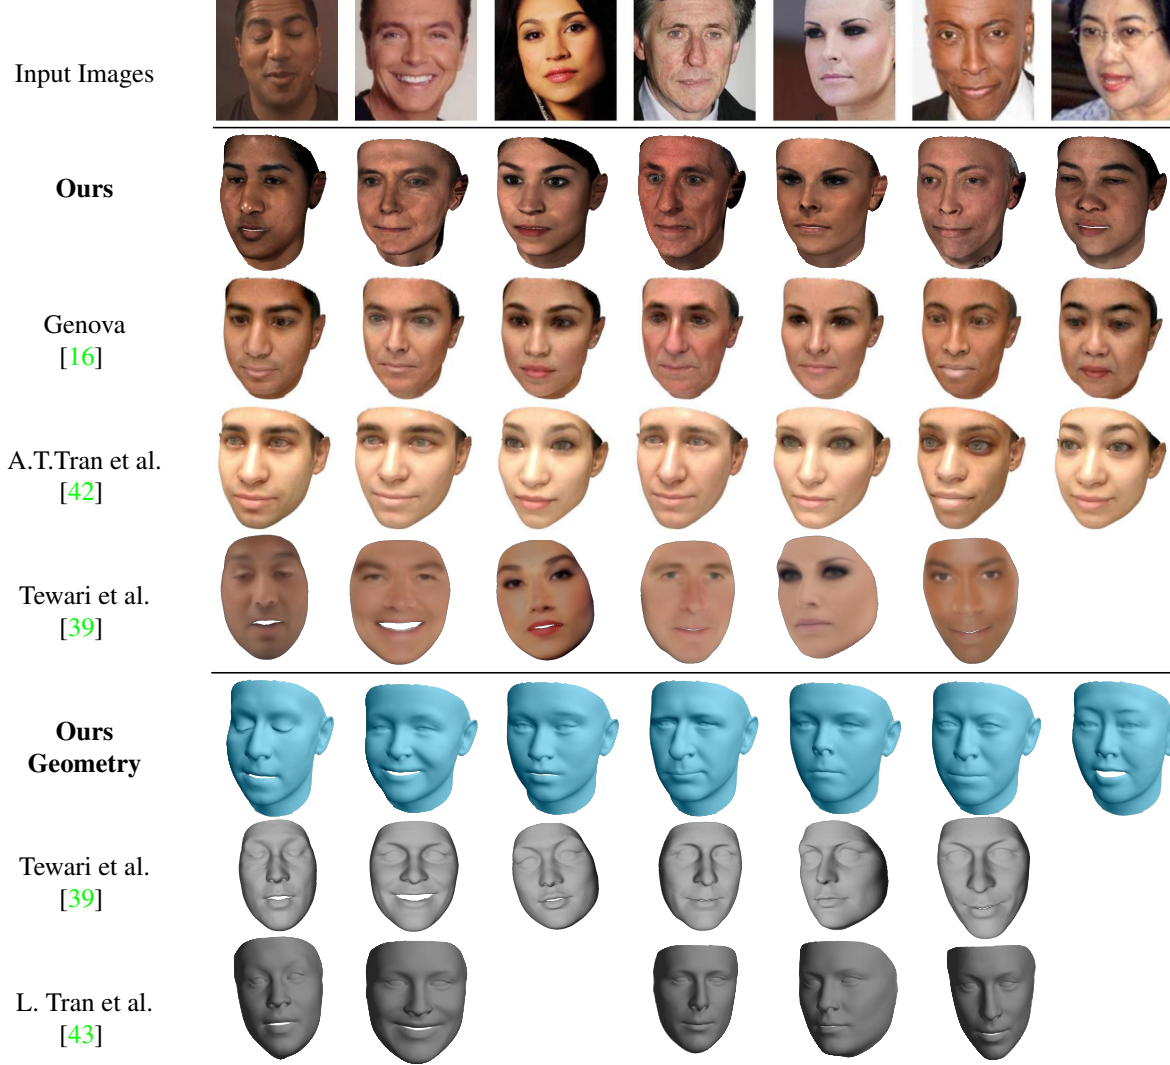 Input Images
Ours
Genova
[16]
A.T.Tran et al.
[42]
Tewari et al.
[39]
Ours
Geometry
Tewari et al.
[39]
L. Tran et al.
[43]